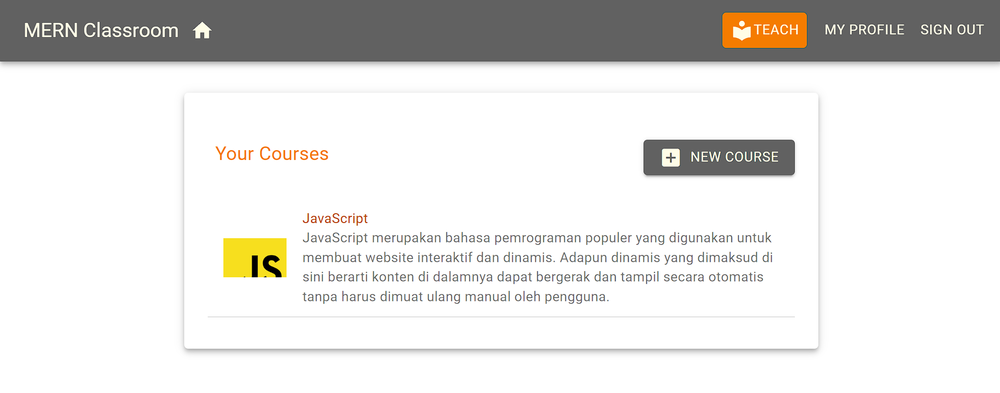 MERN Classroom
TEACH
MY PROFILE
SIGN OUT
Your Courses
NEW COURSE
JavaScript
JS
JavaScript merupakan bahasa pemrograman populer yang digunakan untuk
membuat website interaktif dan dinamis. Adapun dinamis yang dimaksud di
sini berarti konten di dalamnya dapat bergerak dan tampil secara otomatis
tanpa harus dimuat ulang manual oleh pengguna.